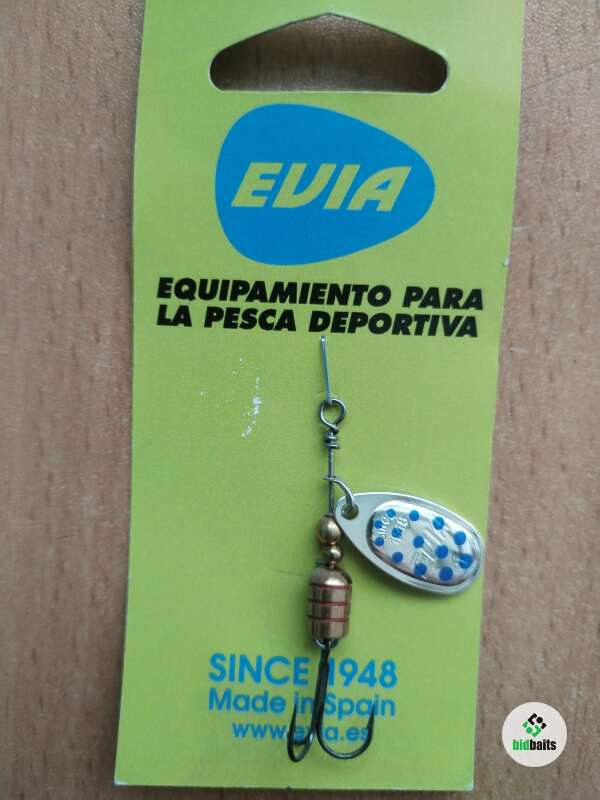 EVIA
EQUIPAMIENTO PARA
LA PESCA DEPORTIVA
SINCE 1948
Made in Spain
www.evia.es
bidbaits